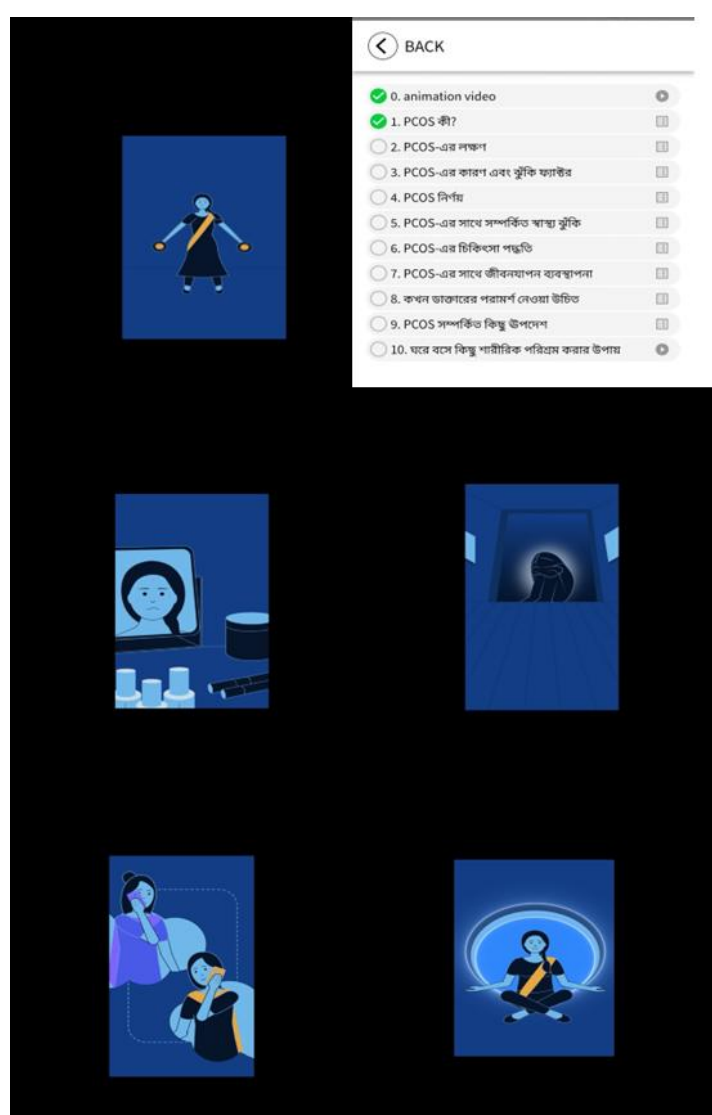 BACK
0. animation video
1. PCOS কী?
2. PCOS-এর লক্ষণ
3. PCOS-এর কারণ এবং ঝুঁকি ফ্যাক্টর
4. PCOS নির্ণয়
5. PCOS-এর সাথে সম্পর্কিত স্বাস্থ্য ঝুঁকি
6. PCOS-এর চিকিৎসা পদ্ধতি
7. PCOS-এর সাথে জীবনযাপন ব্যবস্থাপনা
8. কখন ডাক্তারের পরামর্শ নেওয়া উচিত
9. PCOS সম্পর্কিত কিছু উপদেশ
10. ঘরে বসে কিছু শারীরিক পরিশ্রম করার উপায়